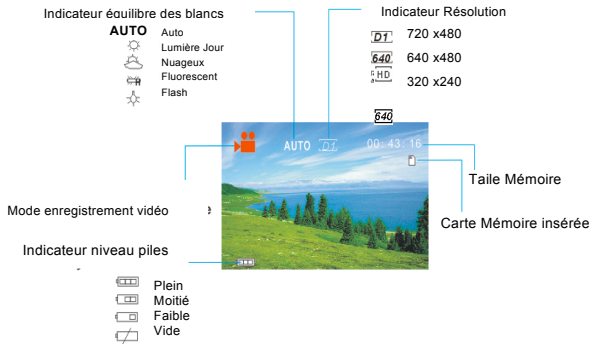 Indicateur équilibre des blancs
AUTO Auto
Lumière Jour
Nuageux
Fluorescent
Flash
Indicateur Résolution
D1 720 x480
640 640 x480
HD 320 x240
640
AUTO D1 00:43:16
Taile Mémoire
Carte Mémoire insérée
Mode enregistrement vidéo
Indicateur niveau piles
Plein
Moitié
Faible
Vide